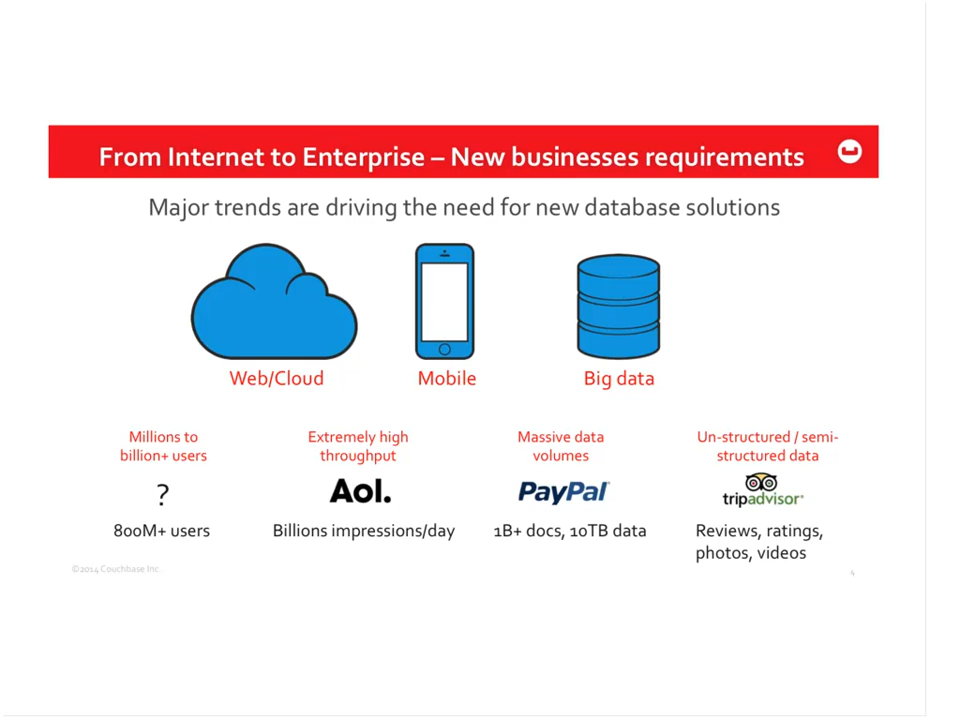 From Internet to Enterprise – New businesses requirements
Major trends are driving the need for new database solutions
Web/Cloud
Mobile
Big data
Millions to
billion+ users
?
800M+ users
Extremely high
throughput
Aol.
Billions impressions/day
Massive data
volumes
PayPal
1B+ docs, 10TB data
Un-structured / semi-
structured data
tripadvisor®
Reviews, ratings,
photos, videos
©2014 Couchbase Inc.
4